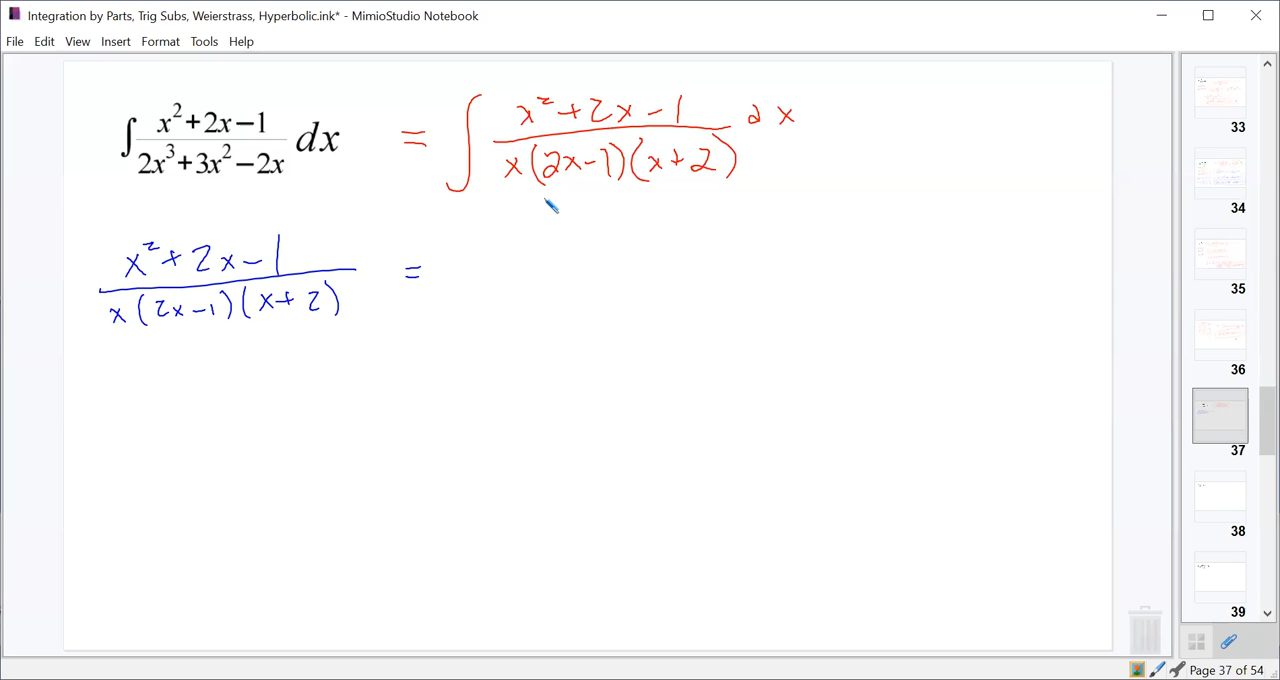 Integration by Parts, Trig Subs, Weierstrass, Hyperbolic.ink* - MimioStudio Notebook
File Edit View Insert Format Tools Help
∫ (x²+2x−1)/(2x³+3x²−2x) dx = ∫ (x²+2x−1)/(x(2x−1)(x+2)) dx
(x²+2x−1)/(x(2x−1)(x+2)) =
33
34
35
36
37
38
39
Page 37 of 54